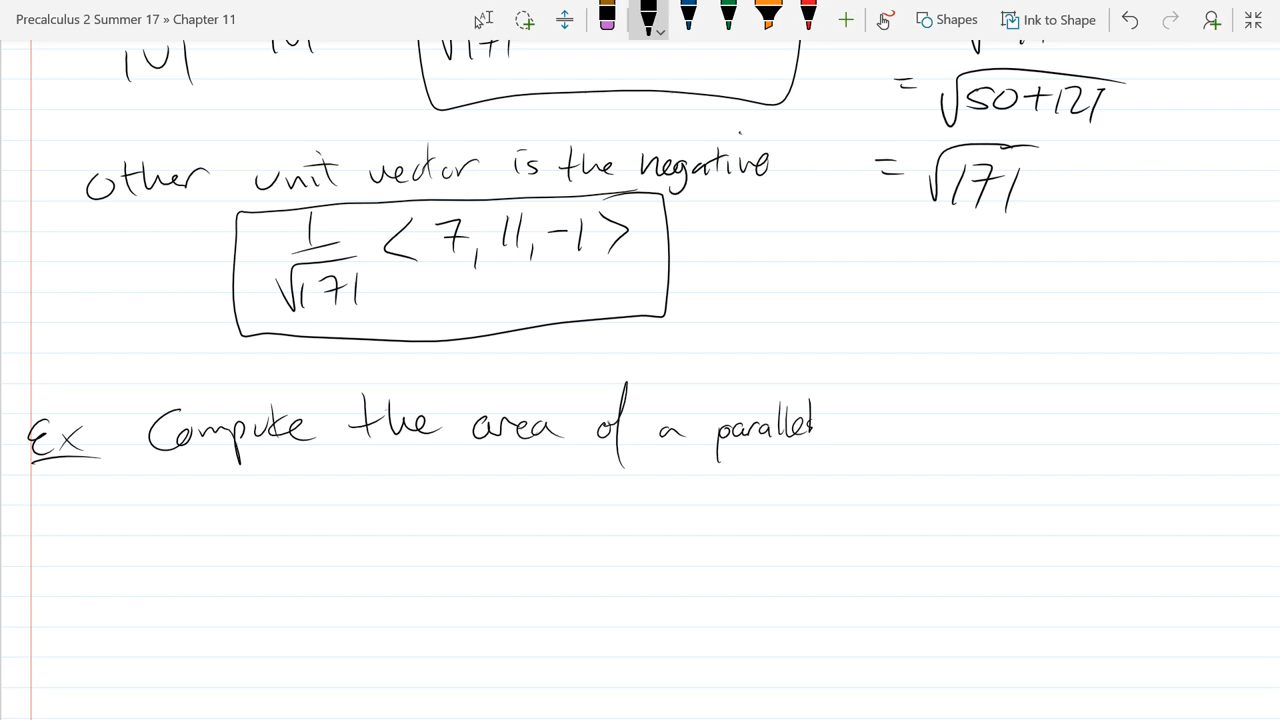 Precalculus 2 Summer 17 » Chapter 11
Shapes
Ink to Shape
|U| |U| √171
= √50+121
other unit vector is the negative
= √171
1/√171 < 7, 11, -1 >
Ex Compute the area of a parallel